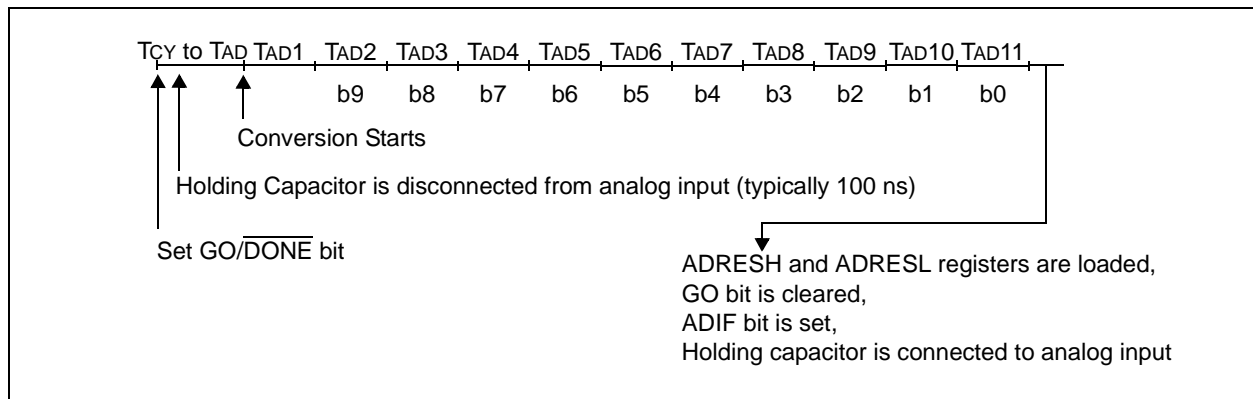 TCY to TAD TAD1 TAD2 TAD3 TAD4 TAD5 TAD6 TAD7 TAD8 TAD9 TAD10 TAD11
b9 b8 b7 b6 b5 b4 b3 b2 b1 b0
Conversion Starts
Holding Capacitor is disconnected from analog input (typically 100 ns)
Set GO/DONE bit
ADRESH and ADRESL registers are loaded,
GO bit is cleared,
ADIF bit is set,
Holding capacitor is connected to analog input